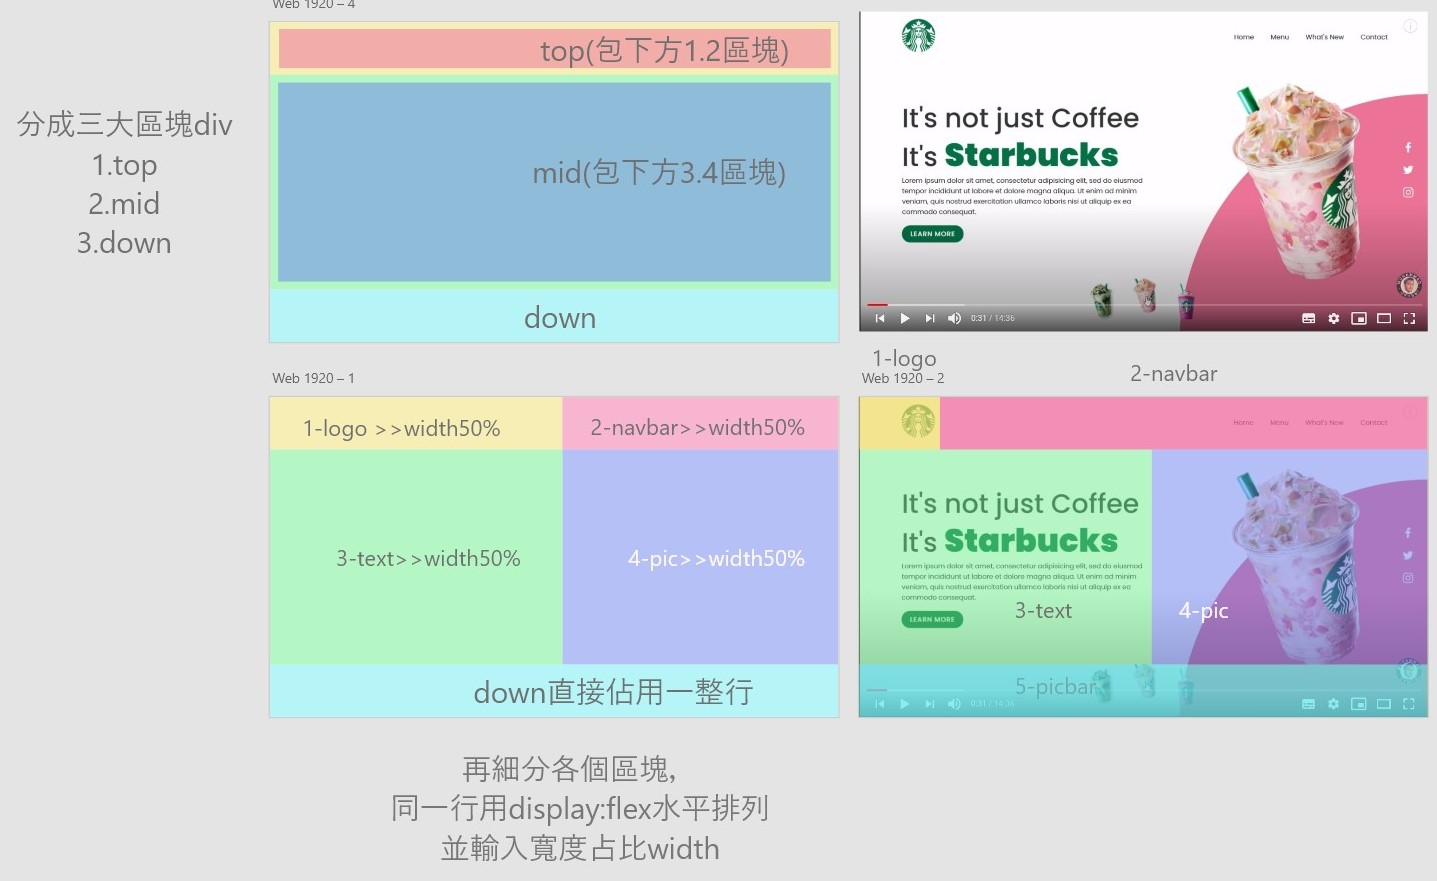 Web 1920 – 4
top(包下方1.2區塊)
mid(包下方3.4區塊)
down
分成三大區塊div
1.top
2.mid
3.down
Home Menu What's New Contact
It's not just Coffee
It's Starbucks
Lorem ipsum dolor sit amet, consectetur adipisicing elit, sed do eiusmod
tempor incididunt ut labore et dolore magna aliqua. Ut enim ad minim
veniam, quis nostrud exercitation ullamco laboris nisi ut aliquip ex ea
commodo consequat.
LEARN MORE
0:31 / 14:36
Web 1920 – 1
1-logo >>width50%
2-navbar>>width50%
3-text>>width50%
4-pic>>width50%
down直接佔用一整行
1-logo
Web 1920 – 2
2-navbar
Home Menu What's New Contact
It's not just Coffee
It's Starbucks
Lorem ipsum dolor sit amet, consectetur adipisicing elit, sed do eiusmod
tempor incididunt ut labore et dolore magna aliqua. Ut enim ad minim
veniam, quis nostrud exercitation ullamco laboris nisi ut aliquip ex ea
commodo consequat.
LEARN MORE
3-text
4-pic
5-picbar
0:31 / 14:36
再細分各個區塊,
同一行用display:flex水平排列
並輸入寬度占比width